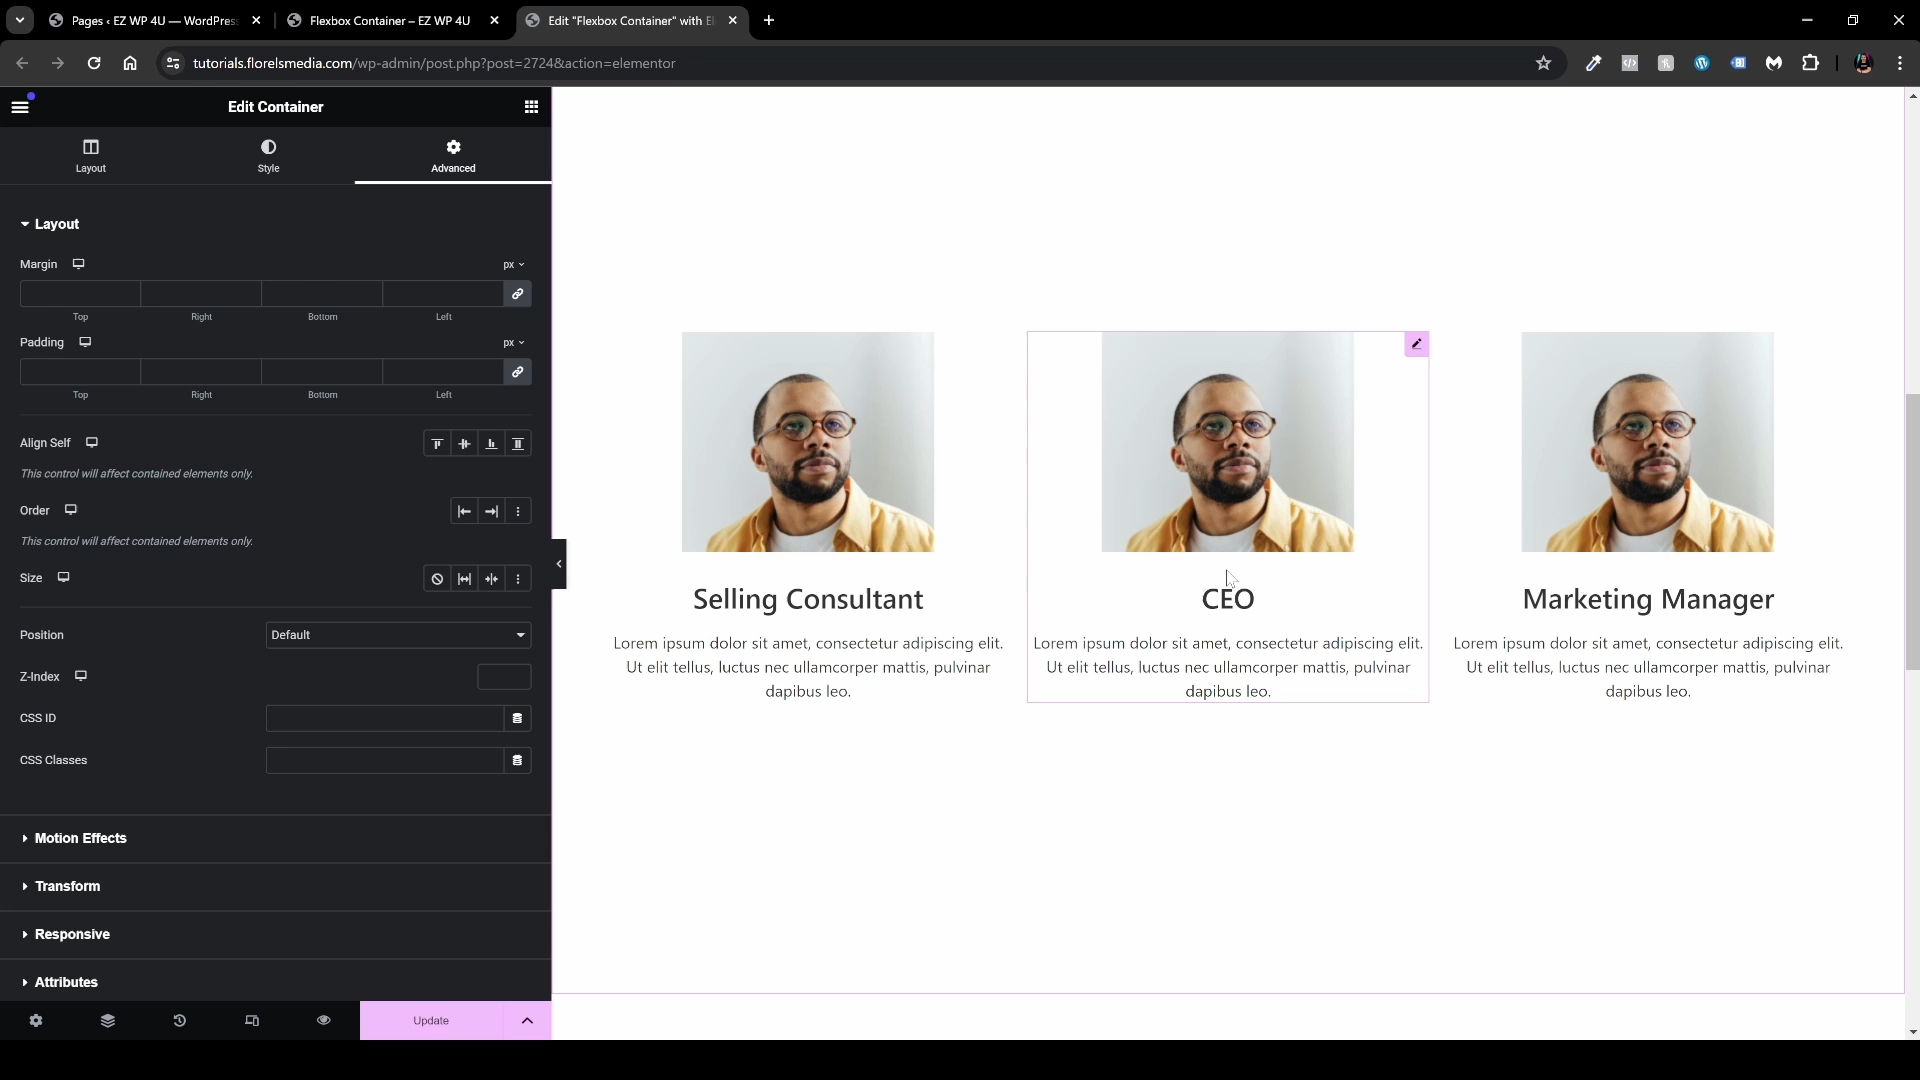 Pages ‹ EZ WP 4U — WordPress
Flexbox Container – EZ WP 4U
Edit "Flexbox Container" with El
tutorials.florelsmedia.com/wp-admin/post.php?post=2724&action=elementor
Edit Container
Layout
Style
Advanced
Layout
Margin
px
Top
Right
Bottom
Left
Padding
px
Top
Right
Bottom
Left
Align Self
This control will affect contained elements only.
Order
This control will affect contained elements only.
Size
Position
Default
Z-Index
CSS ID
CSS Classes
Motion Effects
Transform
Responsive
Attributes
Update
Selling Consultant
Lorem ipsum dolor sit amet, consectetur adipiscing elit.
Ut elit tellus, luctus nec ullamcorper mattis, pulvinar
dapibus leo.
CEO
Lorem ipsum dolor sit amet, consectetur adipiscing elit.
Ut elit tellus, luctus nec ullamcorper mattis, pulvinar
dapibus leo.
Marketing Manager
Lorem ipsum dolor sit amet, consectetur adipiscing elit.
Ut elit tellus, luctus nec ullamcorper mattis, pulvinar
dapibus leo.